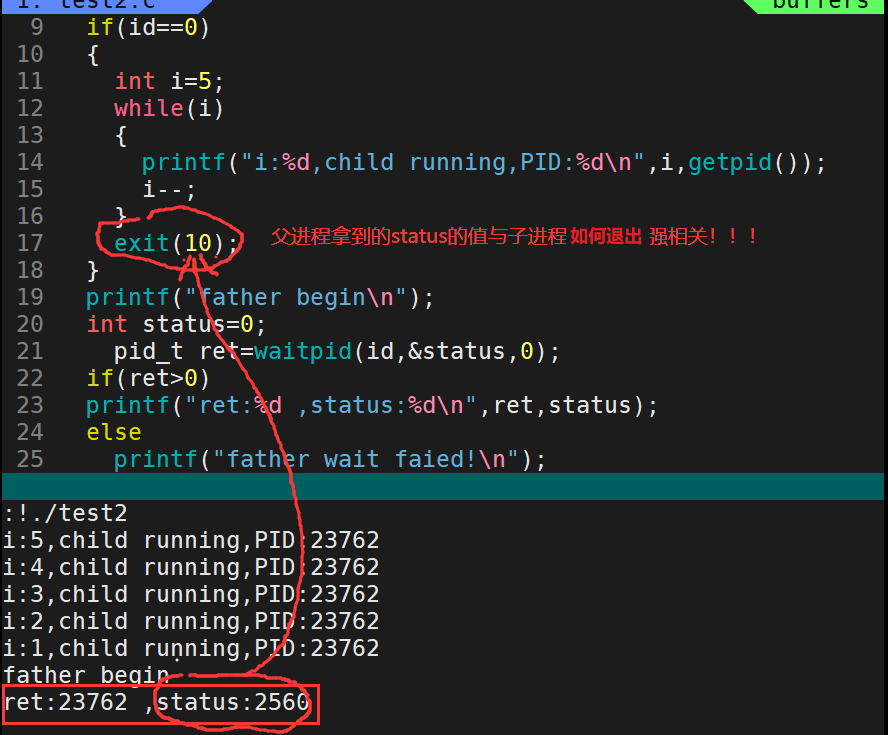 1: test2.c buffers
9 if(id==0)
10 {
11 int i=5;
12 while(i)
13 {
14 printf("i:%d,child running,PID:%d\n",i,getpid());
15 i--;
16 }
17 exit(10); 父进程拿到的status的值与子进程如何退出 强相关！！！
18 }
19 printf("father begin\n");
20 int status=0;
21 pid_t ret=waitpid(id,&status,0);
22 if(ret>0)
23 printf("ret:%d ,status:%d\n",ret,status);
24 else
25 printf("father wait faied!\n");
:!./test2
i:5,child running,PID:23762
i:4,child running,PID:23762
i:3,child running,PID:23762
i:2,child running,PID:23762
i:1,child running,PID:23762
father begin
ret:23762 ,status:2560